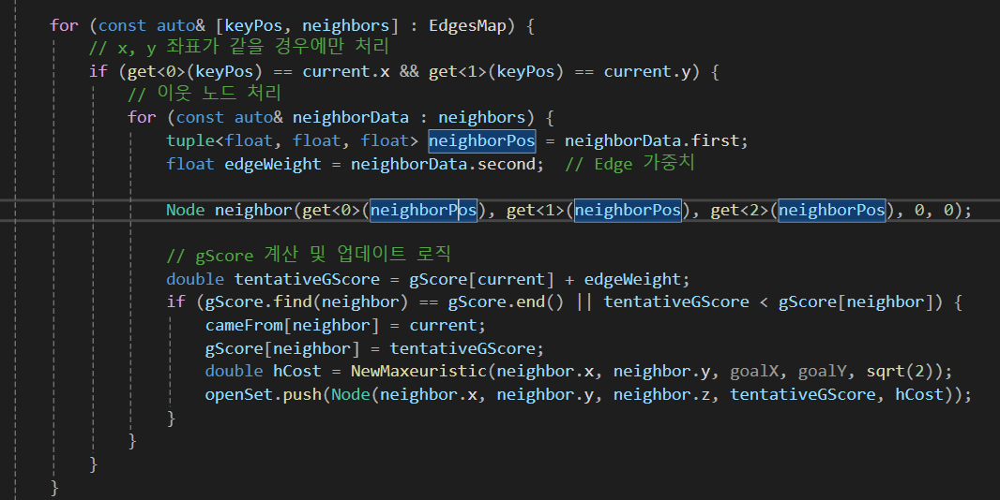 for (const auto& [keyPos, neighbors] : EdgesMap) {
// x, y 좌표가 같을 경우에만 처리
if (get<0>(keyPos) == current.x && get<1>(keyPos) == current.y) {
// 이웃 노드 처리
for (const auto& neighborData : neighbors) {
tuple<float, float, float> neighborPos = neighborData.first;
float edgeWeight = neighborData.second;  // Edge 가중치
Node neighbor(get<0>(neighborPos), get<1>(neighborPos), get<2>(neighborPos), 0, 0);
// gScore 계산 및 업데이트 로직
double tentativeGScore = gScore[current] + edgeWeight;
if (gScore.find(neighbor) == gScore.end() || tentativeGScore < gScore[neighbor]) {
cameFrom[neighbor] = current;
gScore[neighbor] = tentativeGScore;
double hCost = NewMaxeuristic(neighbor.x, neighbor.y, goalX, goalY, sqrt(2));
openSet.push(Node(neighbor.x, neighbor.y, neighbor.z, tentativeGScore, hCost));
}
}
}
}